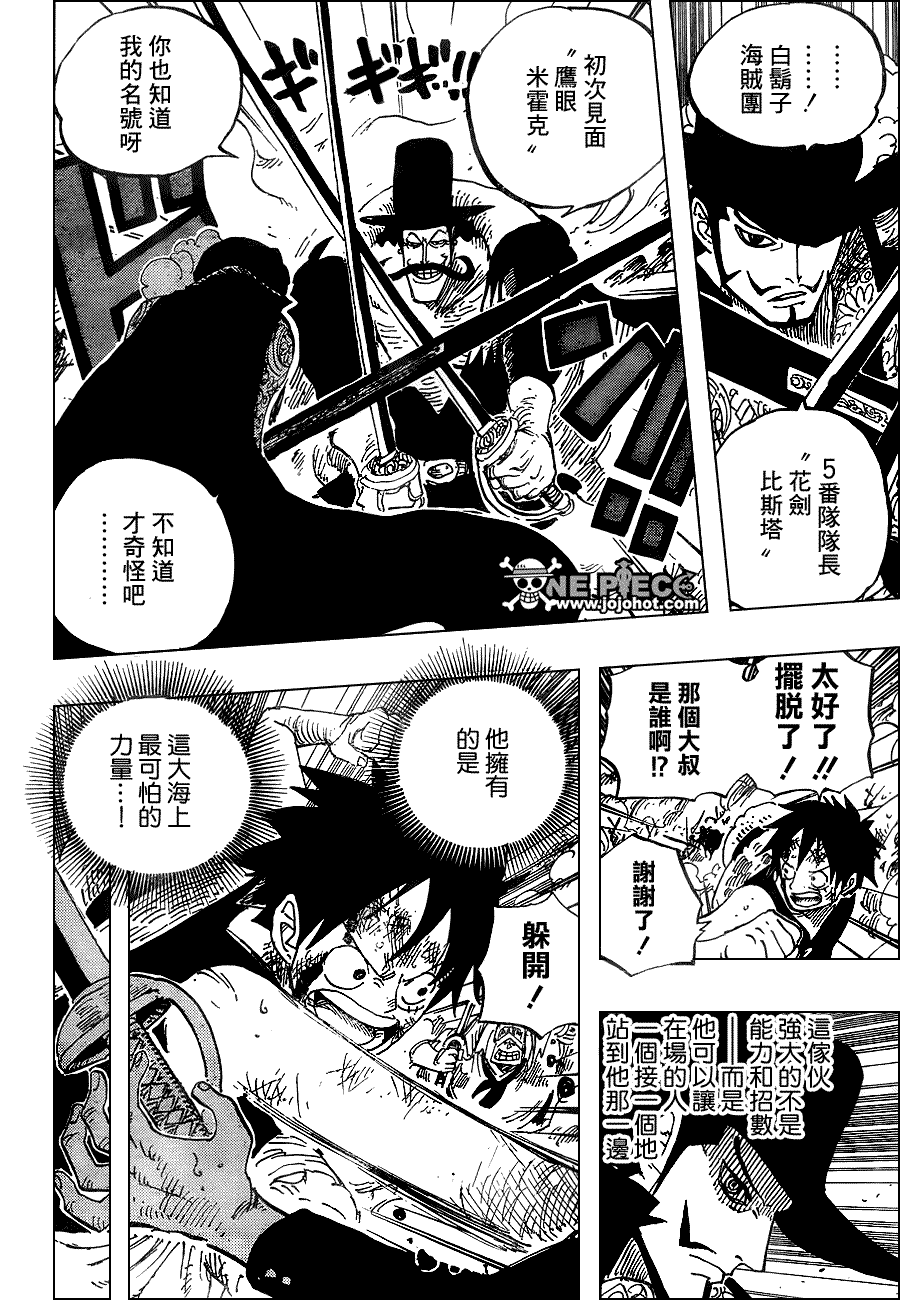 ………
………！
白鬍子
海賊團
5番隊隊長
〝花劍
比斯塔〞
初次見面
〝鷹眼
米霍克〞
ギギギ!!
你也知道
我的名號呀
不知道
才奇怪吧
………
ONE PIECE
www.jojohot.com
太好了!!
擺脱了！
那個大叔
是誰啊!?
謝謝了！
這傢伙
強大的不是
能力和招數
——而是
他可以讓
在場的人
一個接一個地
站到他那一邊
他擁有
的是
這大海上
最可怕的
力量…！
躲開！